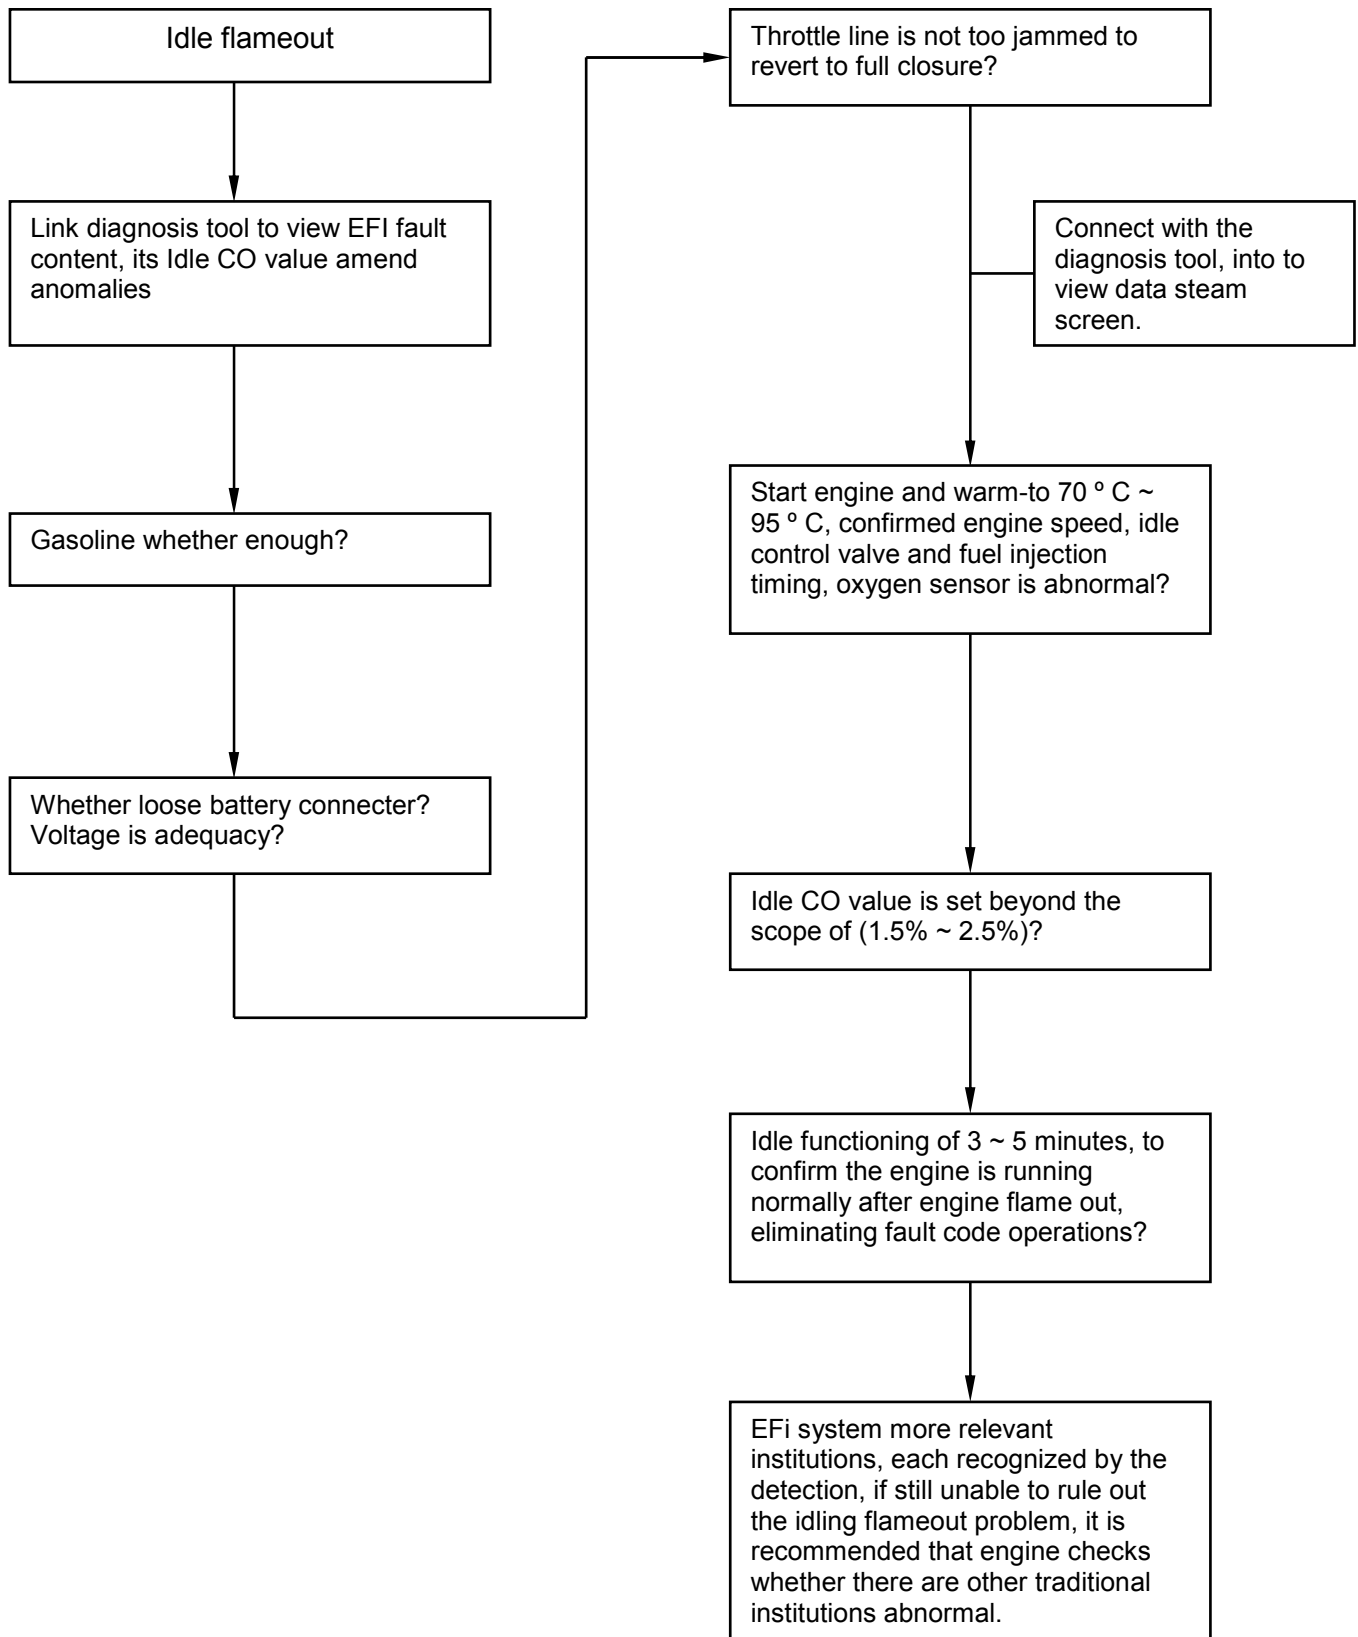 Idle flameout
Link diagnosis tool to view EFI fault
content, its Idle CO value amend
anomalies
Gasoline whether enough?
Whether loose battery connecter?
Voltage is adequacy?
Throttle line is not too jammed to
revert to full closure?
Connect with the
diagnosis tool, into to
view data steam
screen.
Start engine and warm-to 70 º C ~
95 º C, confirmed engine speed, idle
control valve and fuel injection
timing, oxygen sensor is abnormal?
Idle CO value is set beyond the
scope of (1.5% ~ 2.5%)?
Idle functioning of 3 ~ 5 minutes, to
confirm the engine is running
normally after engine flame out,
eliminating fault code operations?
EFi system more relevant
institutions, each recognized by the
detection, if still unable to rule out
the idling flameout problem, it is
recommended that engine checks
whether there are other traditional
institutions abnormal.